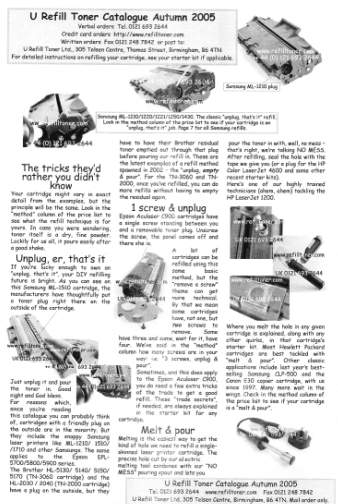 U Refill Toner Catalogue Autumn 2005
Verbal orders Tel. 0121 693 2644
Credit card orders http://www.refilltoner.com
Written orders Fax 0121 248 7842 or post to:
U Refill Toner Ltd., 305 Telsen Centre, Thomas Street, Birmingham, B6 4TN
For detailed instructions on refilling your cartridge, see your starter kit if applicable.
Samsung ML-1210 plug
Samsung ML-1210/1220/1221/1250/1430. The classic "unplug, that's it" refill.
Look in the method column of the price list to see if your cartridge is an
"unplug, that's it" job. Page 7 for all Samsung refills.
The tricks they'd
rather you didn't
know
Your cartridge might vary in exact
detail from the examples, but the
principle will be the same. Look in the
"method" column of the price list to
see what the refill technique is for
yours. In case you were wondering,
toner itself is a dry, fine powder.
Luckily for us all, it pours easily after
a good shake.
Unplug, er, that's it
If you're lucky enough to own an
"unplug, that's it", your DIY refilling
future is bright. As you can see on
this Samsung ML-1510 cartridge, the
manufacturers have thoughtfully put
a toner plug right there on the
outside of the cartridge.
Just unplug it and pour
the toner in. Good
night and God bless.
For reasons which,
since you're reading
this catalogue you can probably think
of, cartridges with a friendly plug on
the outside are in the minority. But
they include the snappy Samsung
laser printers like ML-1210/ 1510/
/1710 and other Samsungs. The same
applies to the Epson EPL-
5700/5800/5900 series.
The Brother HL-5130/ 5140/ 5150/
5170 (TN-3060 cartridge) and the
HL-2030 / 2040 (TN-2000 cartridge)
have a plug on the outside, but they
have to have their Brother residual
toner emptied out through that plug
before pouring our refill in. These are
the latest examples of a refill method
spawned in 2002 - the "unplug, empty
& pour". For the TN-3060 and TN-
2000, once you've refilled, you can do
more refills without having to empty
the residual again.
1 screw & unplug
Epson Aculaser C900 cartridges have
a single screw standing between you
and a removable toner plug. Unscrew
the screw, the panel comes off and
there she is.
A lot of
cartridges can be
refilled using this
same basic
method, but the
"remove a screw"
theme can get
more technical.
By that we mean
some cartridges
have, not one, but
two screws to
remove. Some
have three and some, wait for it, have
four. We've said in the "method"
column how many screws are in your
way i.e. "3 screws, unplug &
pour".
Sometimes, and this does apply
to the Epson Aculaser C900,
you do need a few extra tricks
of the trade to get a good
refill. These "trade secrets",
if needed, are always explained
in the starter kit for any
cartridge.
Melt & pour
Melting is the easiest way to get the
kind of hole we need to refill a single-
skinned laser printer cartridge. The
precise hole cut by our electric
melting tool combined with our "NO
MESS" pouring spout and lets you
pour the toner in with, well, no mess -
that's right, we're talking NO MESS.
After refilling, seal the hole with the
tape we give you (or a plug for the HP
Color LaserJet 4600 and some other
recent starter kits).
Here's one of our highly trained
technicians (ahem, ahem) tackling the
HP LaserJet 1200.
Where you melt the hole in any given
cartridge is explained, along with any
other quirks, in that cartridge's
starter kit. Most Hewlett Packard
cartridges are best tackled with
"melt & pour". Other classic
applications include last year's best-
selling Samsung CLP-500 and the
Canon E30 copier cartridge, with us
since 1997. Many more wait in the
wings. Check in the method column of
the price list to see if your cartridge
is a "melt & pour".
U Refill Toner Catalogue Autumn 2005
Tel. 0121 693 2644 www.refilltoner.com Fax 0121 248 7842
U Refill Toner Ltd, 305 Telsen Centre, Birmingham, B6 4TN. Mail order only.